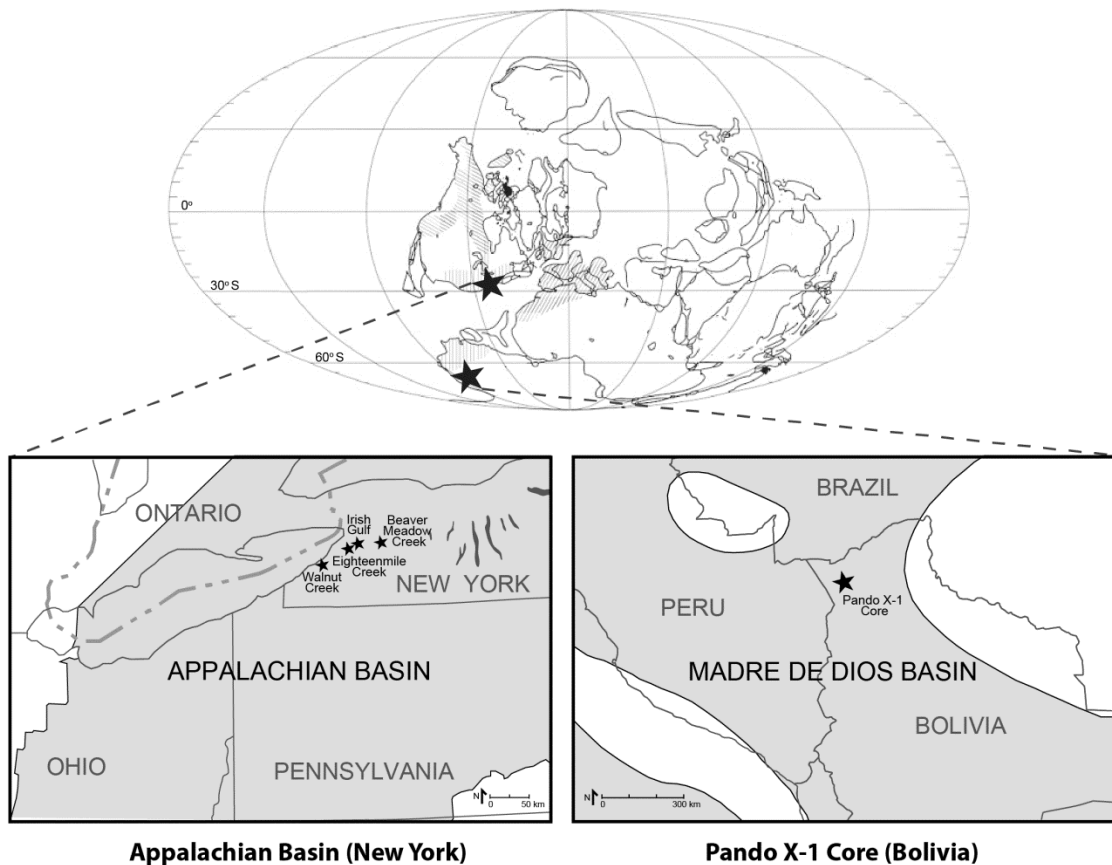 0°
30° S
60° S
ONTARIO
Irish
Gulf
Beaver
Meadow
Creek
Eighteenmile
Creek
Walnut
Creek
NEW YORK
APPALACHIAN BASIN
OHIO
PENNSYLVANIA
N
0 50 km
BRAZIL
Pando X-1
Core
PERU
MADRE DE DIOS BASIN
BOLIVIA
N
0 300 km
Appalachian Basin (New York)
Pando X-1 Core (Bolivia)